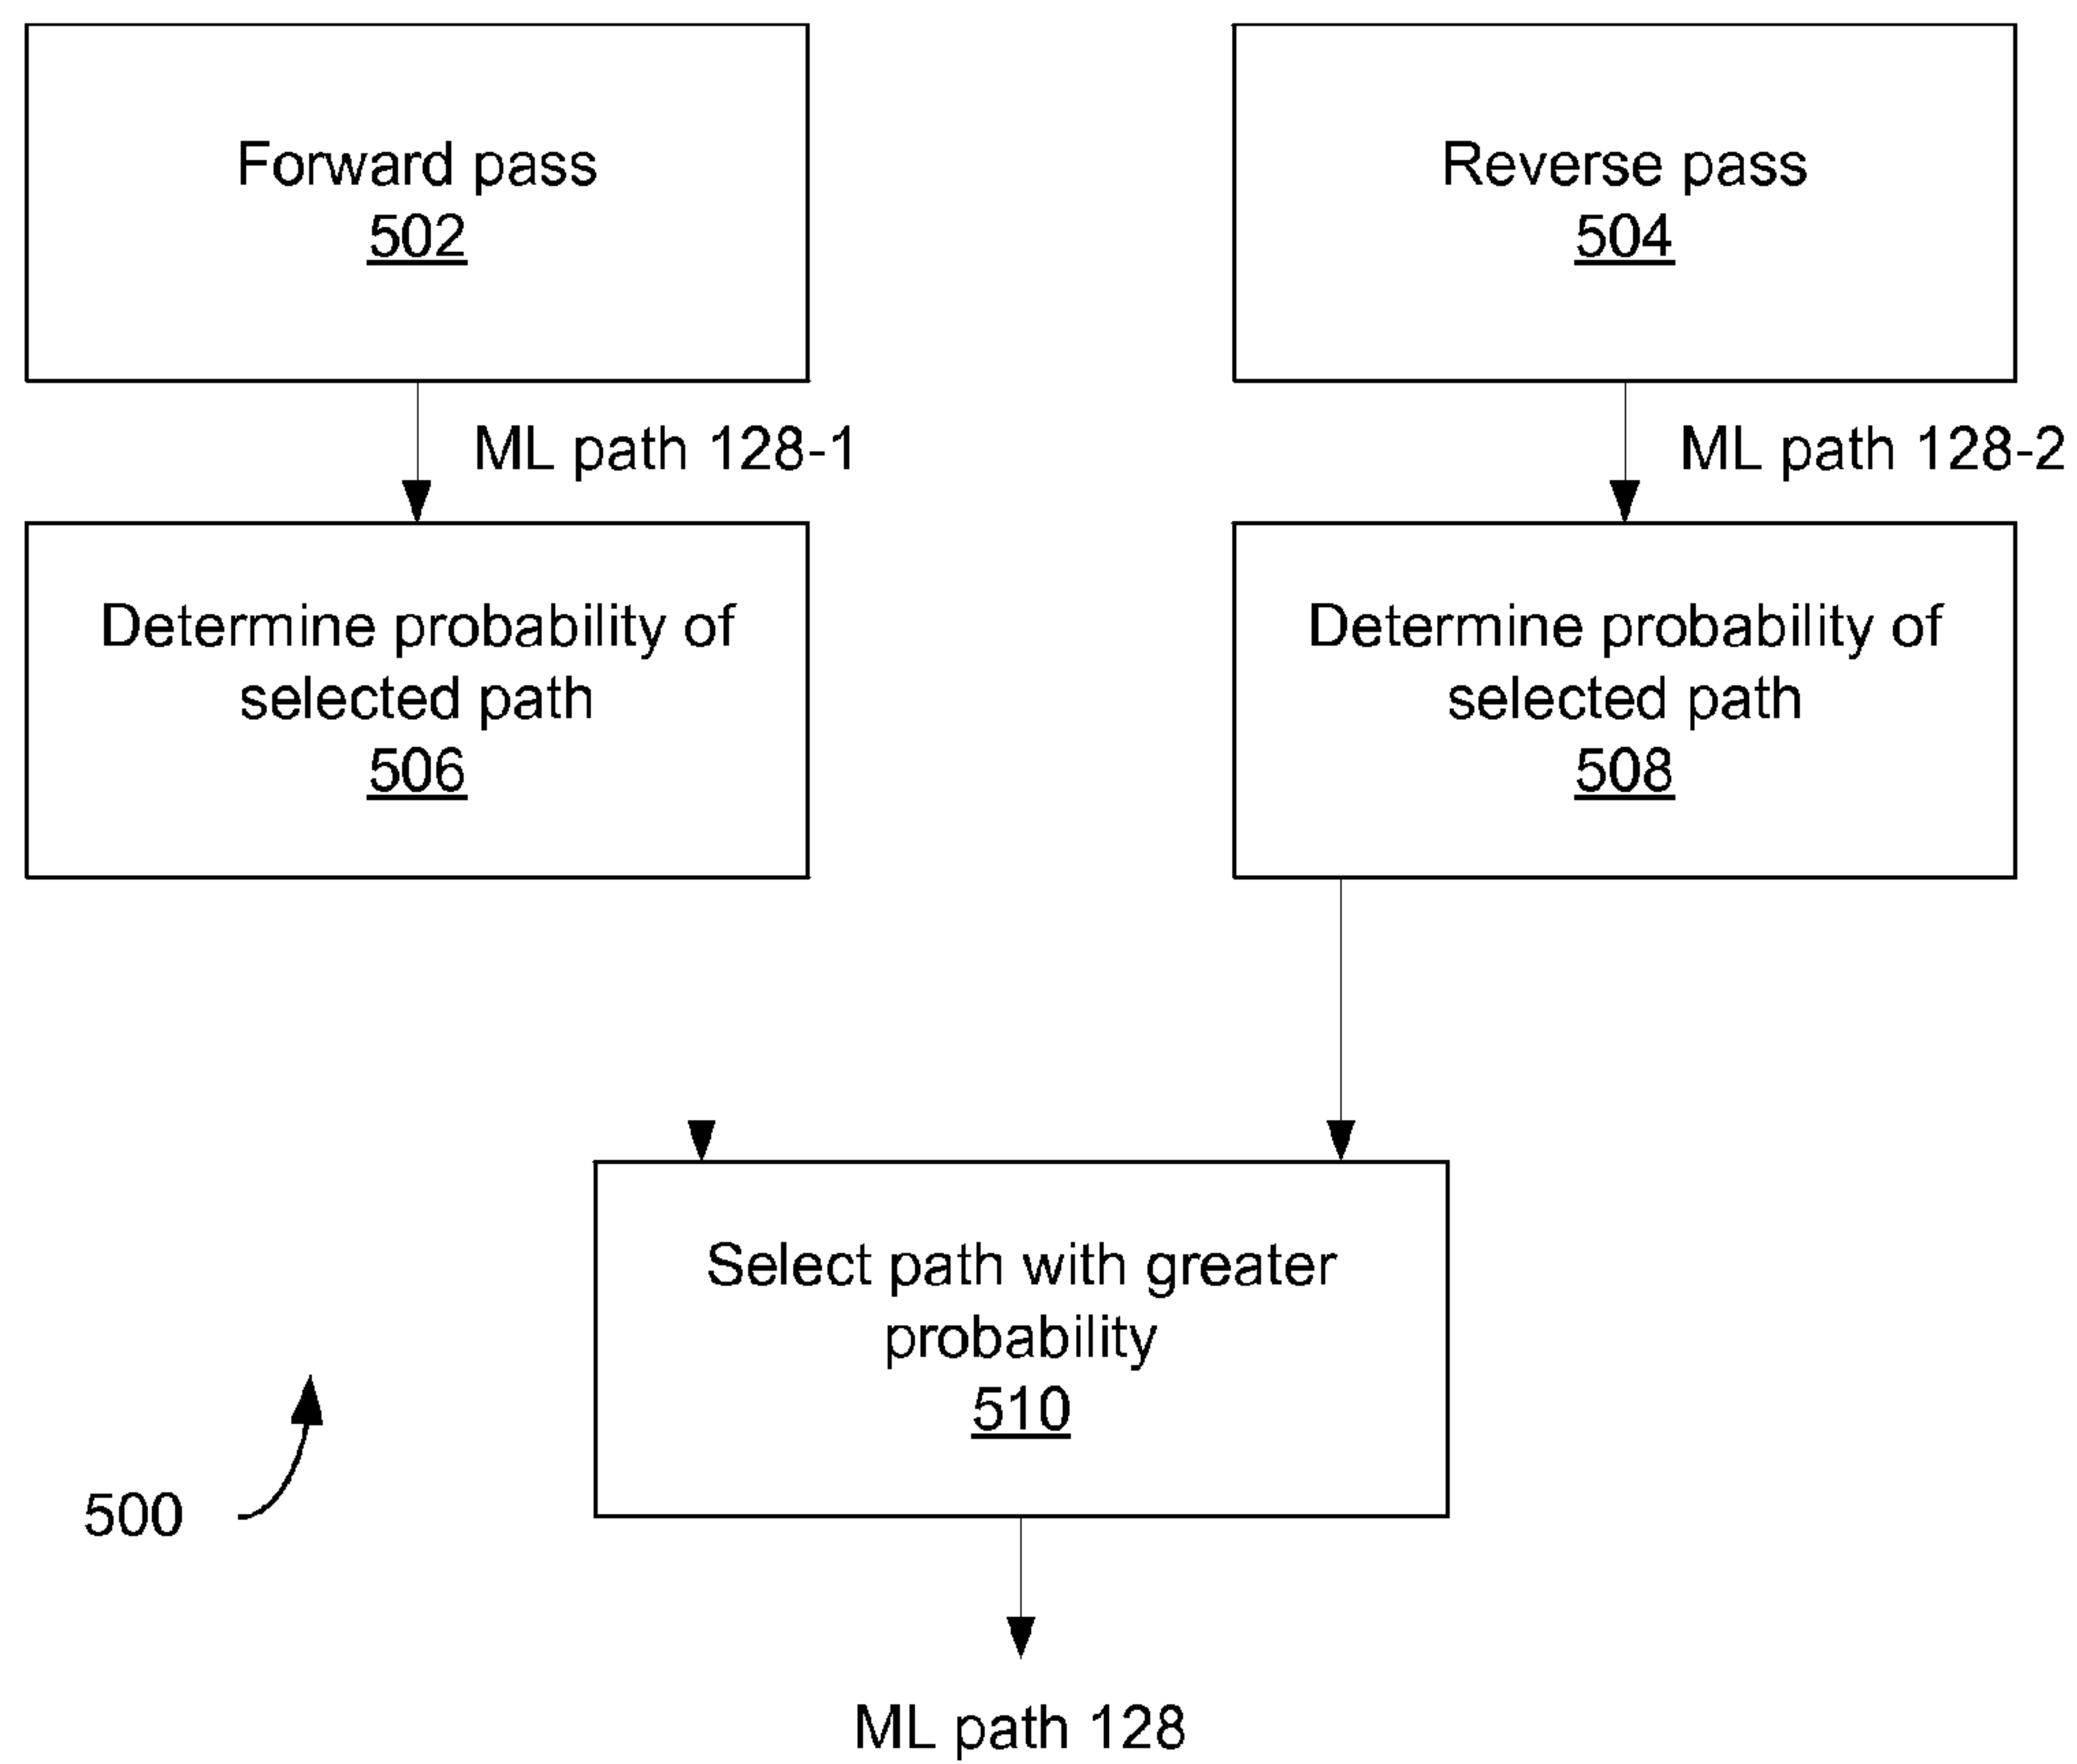 Forward pass
502
Reverse pass
504
ML path 128-1
ML path 128-2
Determine probability of
selected path
506
Determine probability of
selected path
508
Select path with greater
probability
510
500
ML path 128